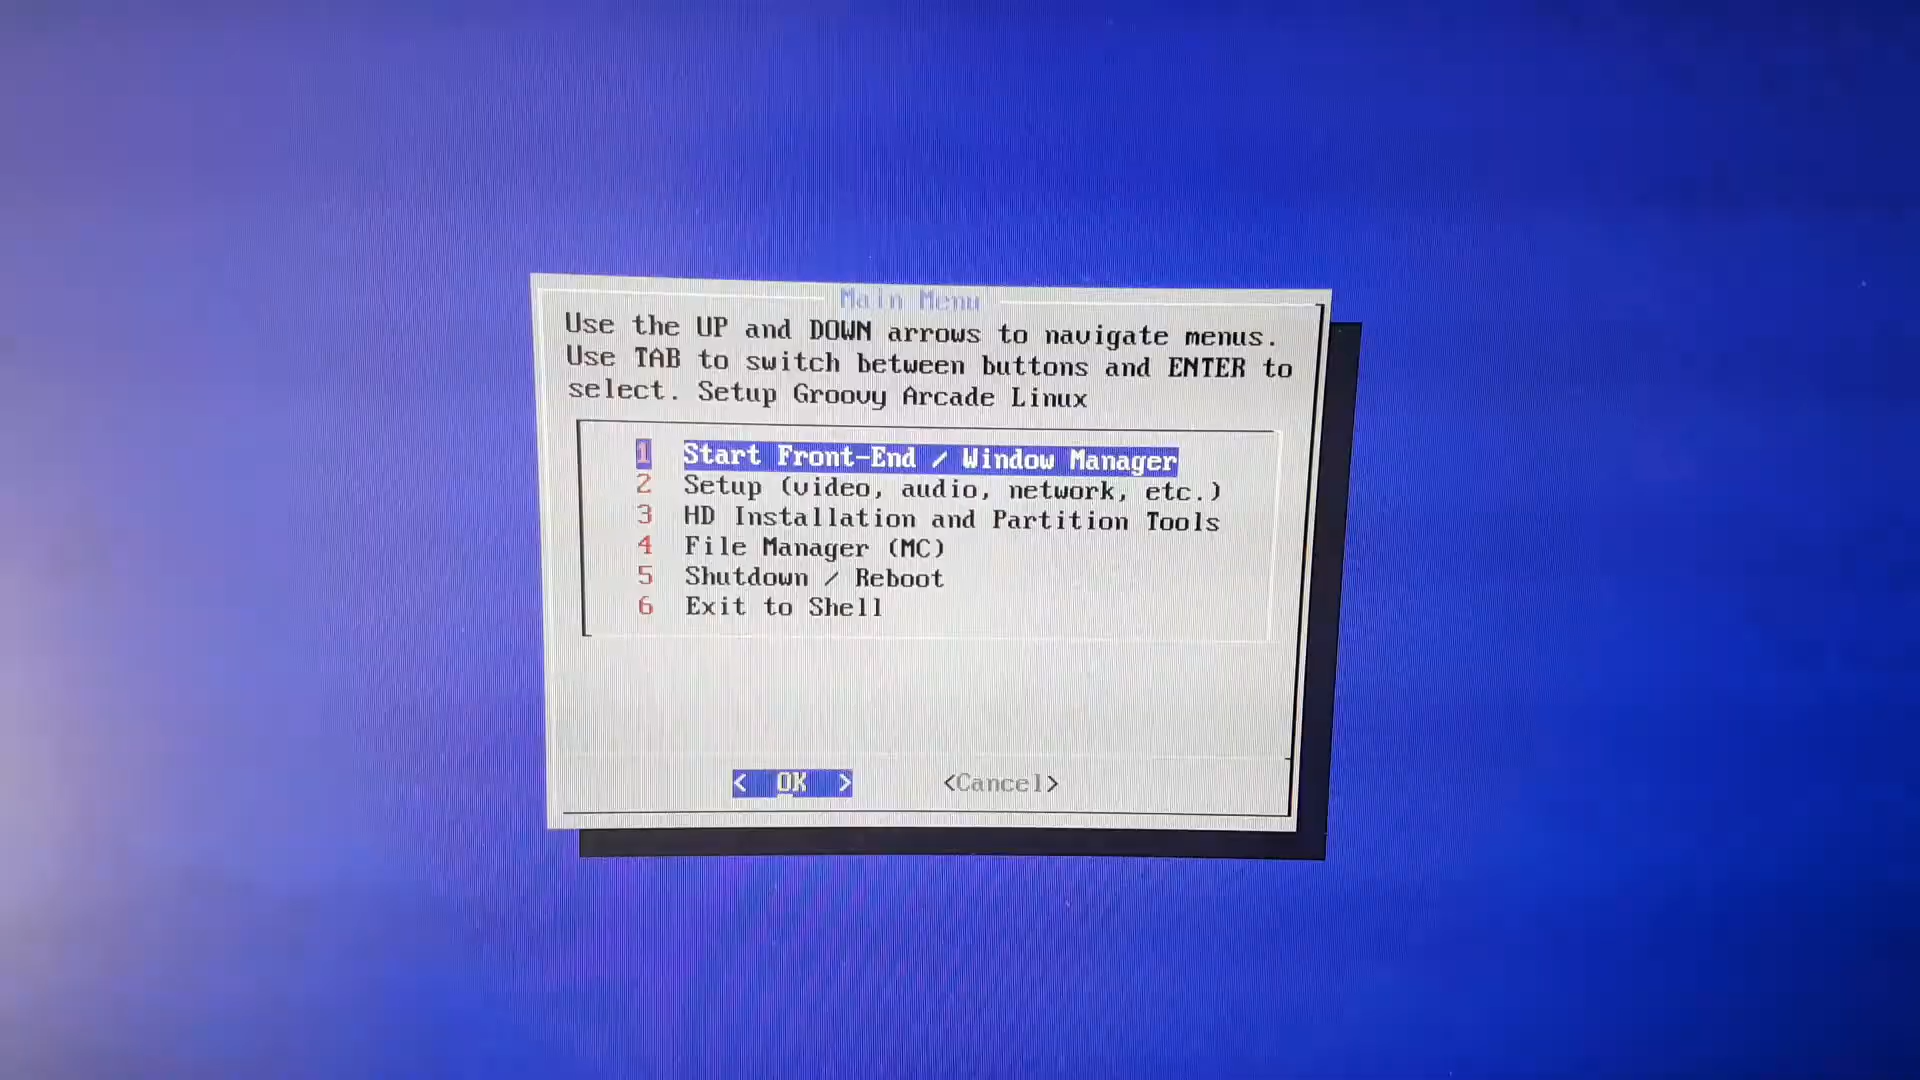 Main Menu
Use the UP and DOWN arrows to navigate menus.
Use TAB to switch between buttons and ENTER to
select. Setup Groovy Arcade Linux
1 Start Front-End / Window Manager
2 Setup (video, audio, network, etc.)
3 HD Installation and Partition Tools
4 File Manager (MC)
5 Shutdown / Reboot
6 Exit to Shell
< OK > <Cancel>